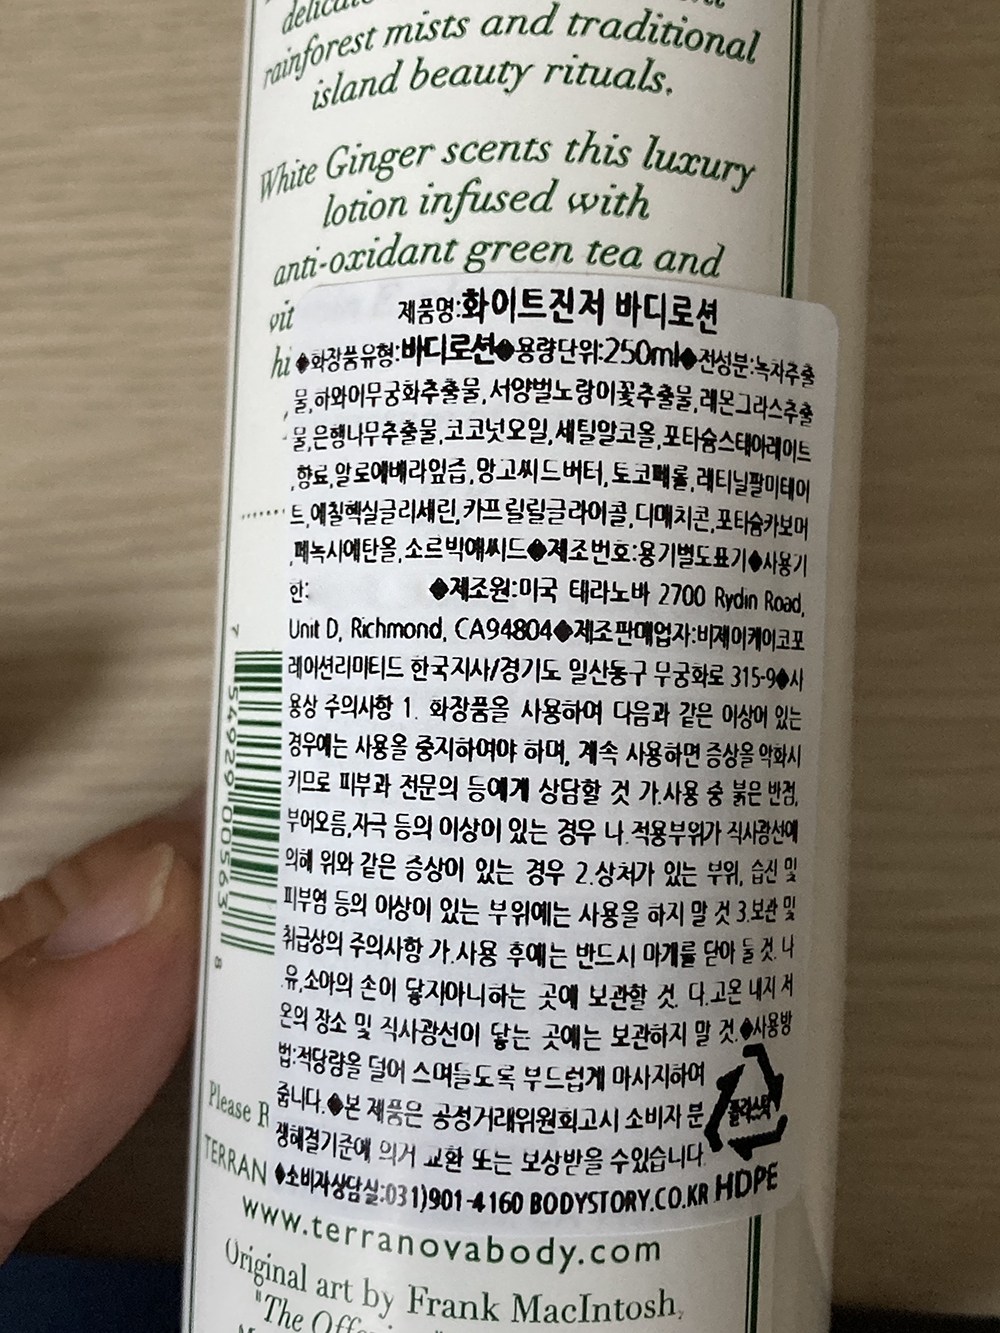 rainforest mists and traditional
island beauty rituals.
White Ginger scents this luxury
lotion infused with
anti-oxidant green tea and
vit
hi
제품명:화이트진저 바디로션
◆화장품유형:바디로션◆용량단위:250ml◆전성분:녹차추출
물,하와이무궁화추출물,서양벌노랑이꽃추출물,레몬그라스추출
물,은행나무추출물,코코넛오일,세틸알코올,포타슘스테아레이트
,향료,알로에베라잎즙,망고씨드버터,토코페롤,레티닐팔미테이
트,에칠헥실글리세린,카프릴릴글라이콜,디메치콘,포타슘카보머
,페녹시에탄올,소르빅애씨드◆제조번호:용기별도표기◆사용기
한: ◆제조원:미국 테라노바 2700 Rydin Road,
Unit D, Richmond, CA94804◆제조판매업자:비제이케이코포
레이션리미티드 한국지사/경기도 일산동구 무궁화로 315-9◆사
용상 주의사항 1. 화장품을 사용하여 다음과 같은 이상이 있는
경우에는 사용을 중지하여야 하며, 계속 사용하면 증상을 악화시
키므로 피부과 전문의 등에게 상담할 것 가.사용 중 붉은 반점,
부어오름,자극 등의 이상이 있는 경우 나.적용부위가 직사광선에
의해 위와 같은 증상이 있는 경우 2.상처가 있는 부위, 습진 및
피부염 등의 이상이 있는 부위에는 사용을 하지 말 것 3.보관 및
취급상의 주의사항 가.사용 후에는 반드시 마개를 닫아 둘 것. 나
.유,소아의 손이 닿지아니하는 곳에 보관할 것. 다.고온 내지 저
온의 장소 및 직사광선이 닿는 곳에는 보관하지 말 것.◆사용방
법:적당량을 덜어 스며들도록 부드럽게 마사지하여
줍니다.◆본 제품은 공정거래위원회고시 소비자 분
쟁해결기준에 의거 교환 또는 보상받을 수있습니다.
◆소비자상담실:031)901-4160 BODYSTORY.CO.KR
플라스틱
HDPE
7 54929 00563 8
Please R
TERRAN
www.terranovabody.com
Original art by Frank MacIntosh,